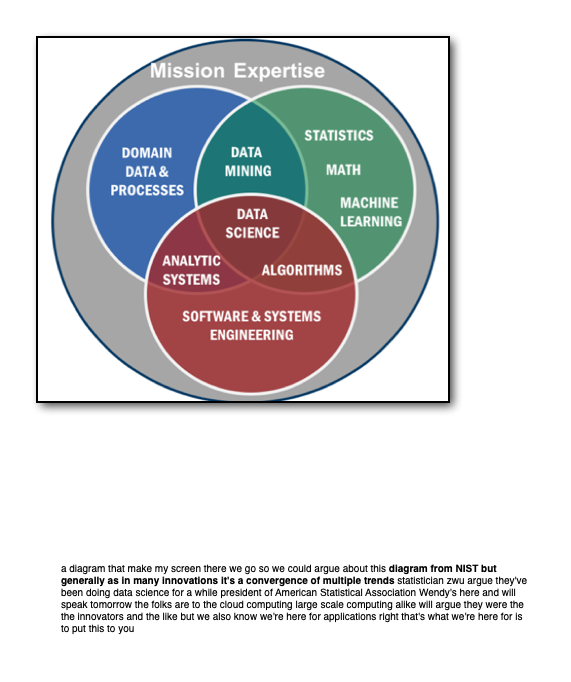 Mission Expertise
DOMAIN
DATA &
PROCESSES
DATA
MINING
STATISTICS
MATH
MACHINE
LEARNING
DATA
SCIENCE
ANALYTIC
SYSTEMS
ALGORITHMS
SOFTWARE & SYSTEMS
ENGINEERING
a diagram that make my screen there we go so we could argue about this diagram from NIST but
generally as in many innovations it's a convergence of multiple trends statistician zwu argue they've
been doing data science for a while president of American Statistical Association Wendy's here and will
speak tomorrow the folks are to the cloud computing large scale computing alike will argue they were the
the innovators and the like but we also know we're here for applications right that's what we're here for is
to put this to you